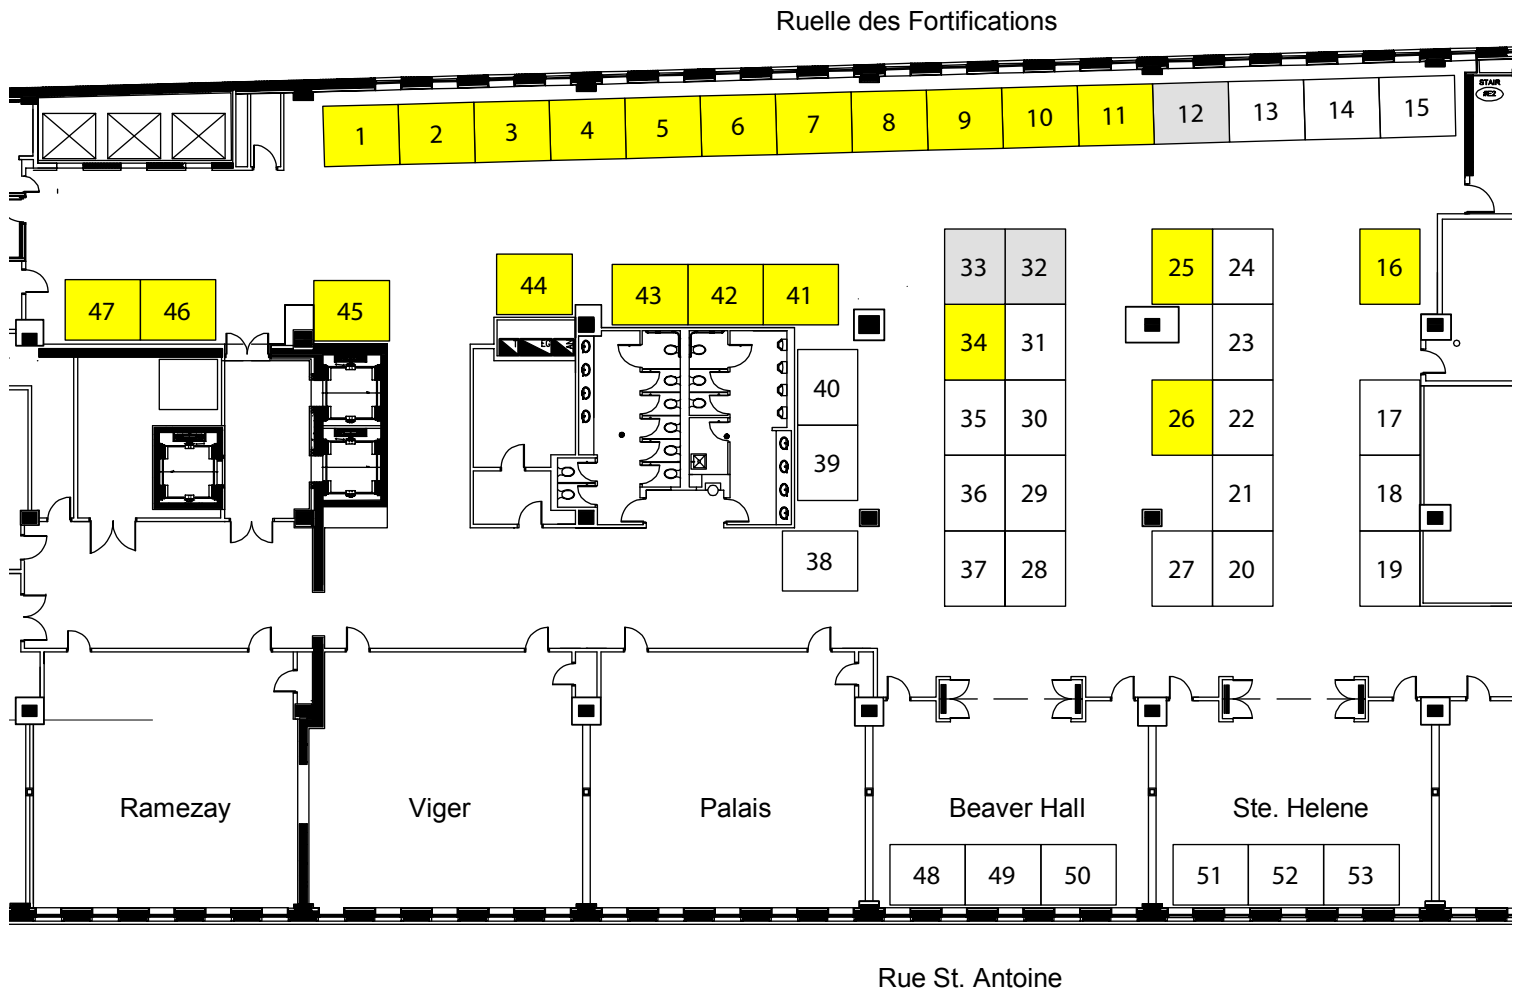 Ruelle des Fortifications
STAIR
#E2
1 2 3 4 5 6 7 8 9 10 11 12 13 14 15
33 32 25 24 16
47 46 45 44 43 42 41
34 31 23
40 35 30 26 22 17
39 36 29 21 18
38 37 28 27 20 19
Ramezay Viger Palais Beaver Hall Ste. Helene
48 49 50 51 52 53
Rue St. Antoine